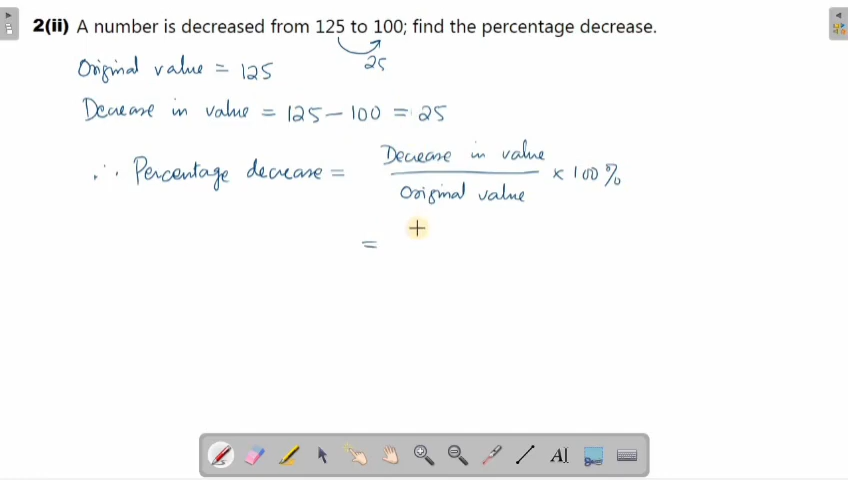 2(ii) A number is decreased from 125 to 100; find the percentage decrease.
25
Original value = 125
Decrease in value = 125 - 100 = 25
∴ Percentage decrease = Decrease in value / Original value × 100%
=
AI